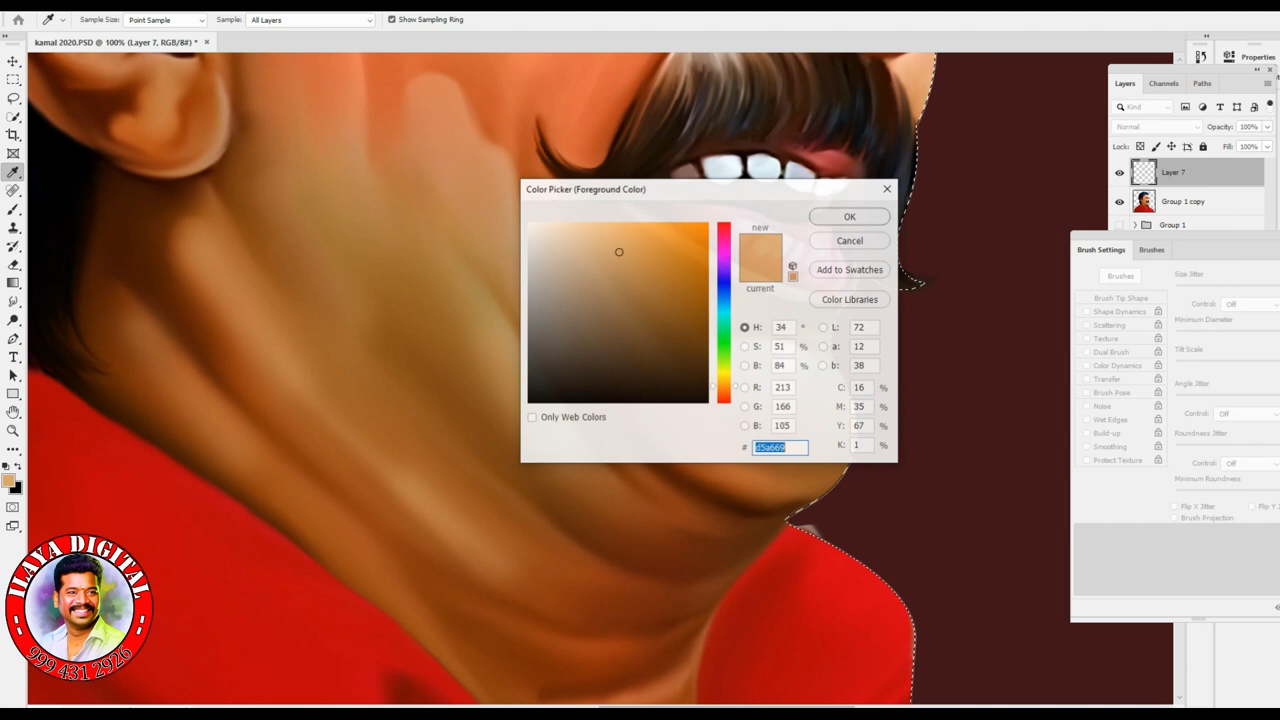 Sample Size: Point Sample Sample: All Layers Show Sampling Ring
kamal 2020.PSD @ 100% (Layer 7, RGB/8#) * ×
Properties
Layers Channels Paths
Kind
Normal Opacity: 100%
Lock: Fill: 100%
Layer 7
Group 1 copy
Group 1
Color Picker (Foreground Color)
new
current
OK
Cancel
Add to Swatches
Color Libraries
H: 34 ° L: 72
S: 51 % a: 12
B: 84 % b: 38
R: 213 C: 16 %
G: 166 M: 35 %
B: 105 Y: 67 %
# d5a669 K: 1 %
Only Web Colors
Brush Settings Brushes
Brushes
Brush Tip Shape
Shape Dynamics
Scattering
Texture
Dual Brush
Color Dynamics
Transfer
Brush Pose
Noise
Wet Edges
Build-up
Smoothing
Protect Texture
Size Jitter
Control: Off
Minimum Diameter
Tilt Scale
Angle Jitter
Control: Off
Roundness Jitter
Control: Off
Minimum Roundness
Flip X Jitter Flip Y J
Brush Projection
ILAYA DIGITAL
999 431 2926